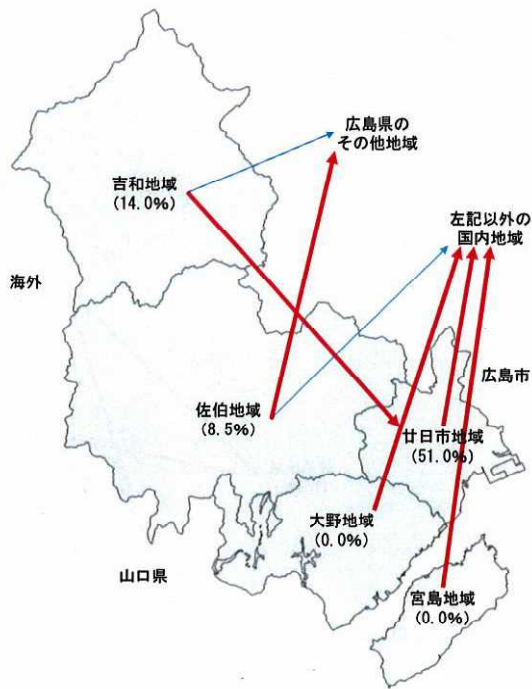 広島県の
その他地域
吉和地域
(14.0%)
左記以外の
国内地域
海外
広島市
佐伯地域
(8.5%)
廿日市地域
(51.0%)
大野地域
(0.0%)
山口県
宮島地域
(0.0%)